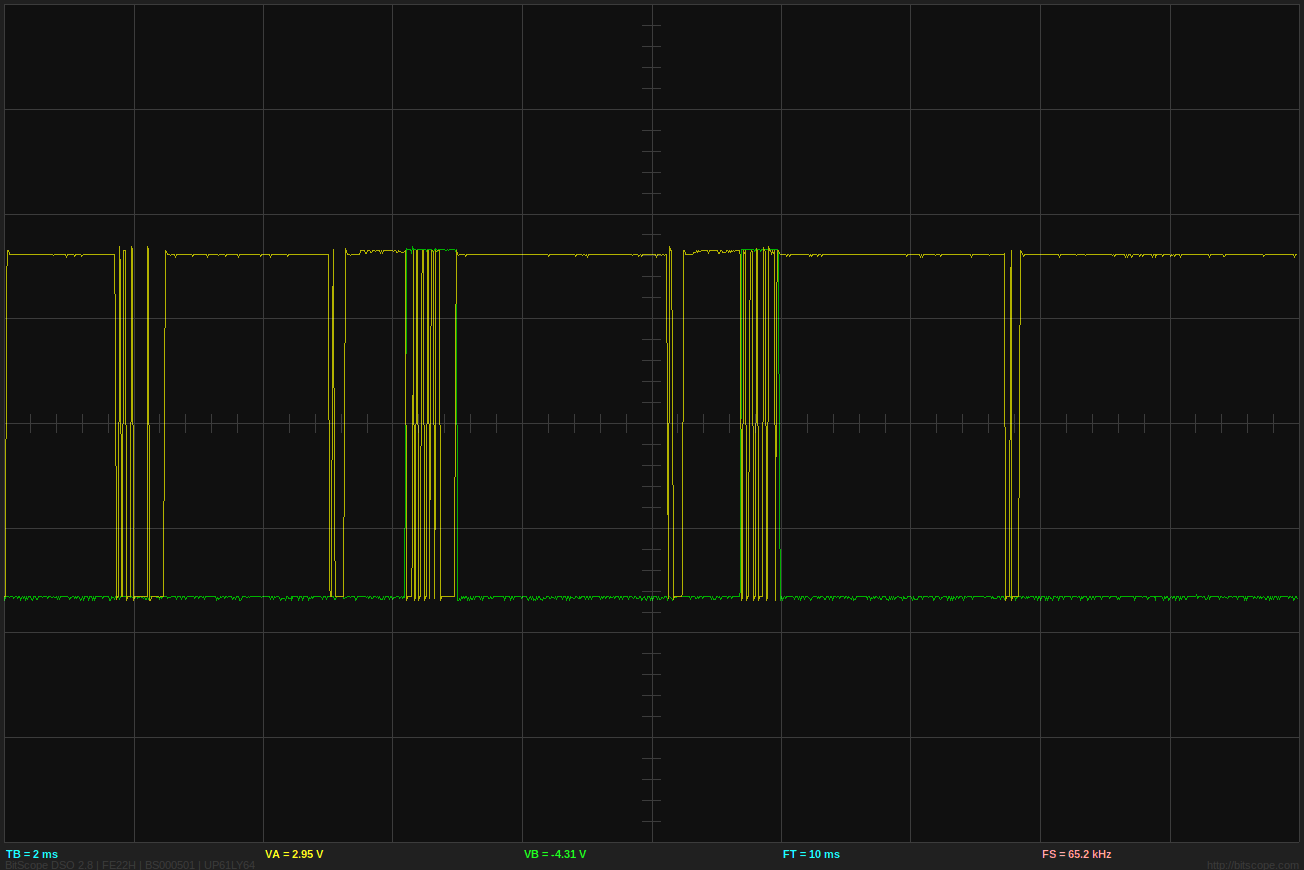 TB = 2 ms VA = 2.95 V VB = -4.31 V FT = 10 ms FS = 65.2 kHz
BitScope DSO 2.8 | FE22H | BS000501 | UP61LY64 http://bitscope.com